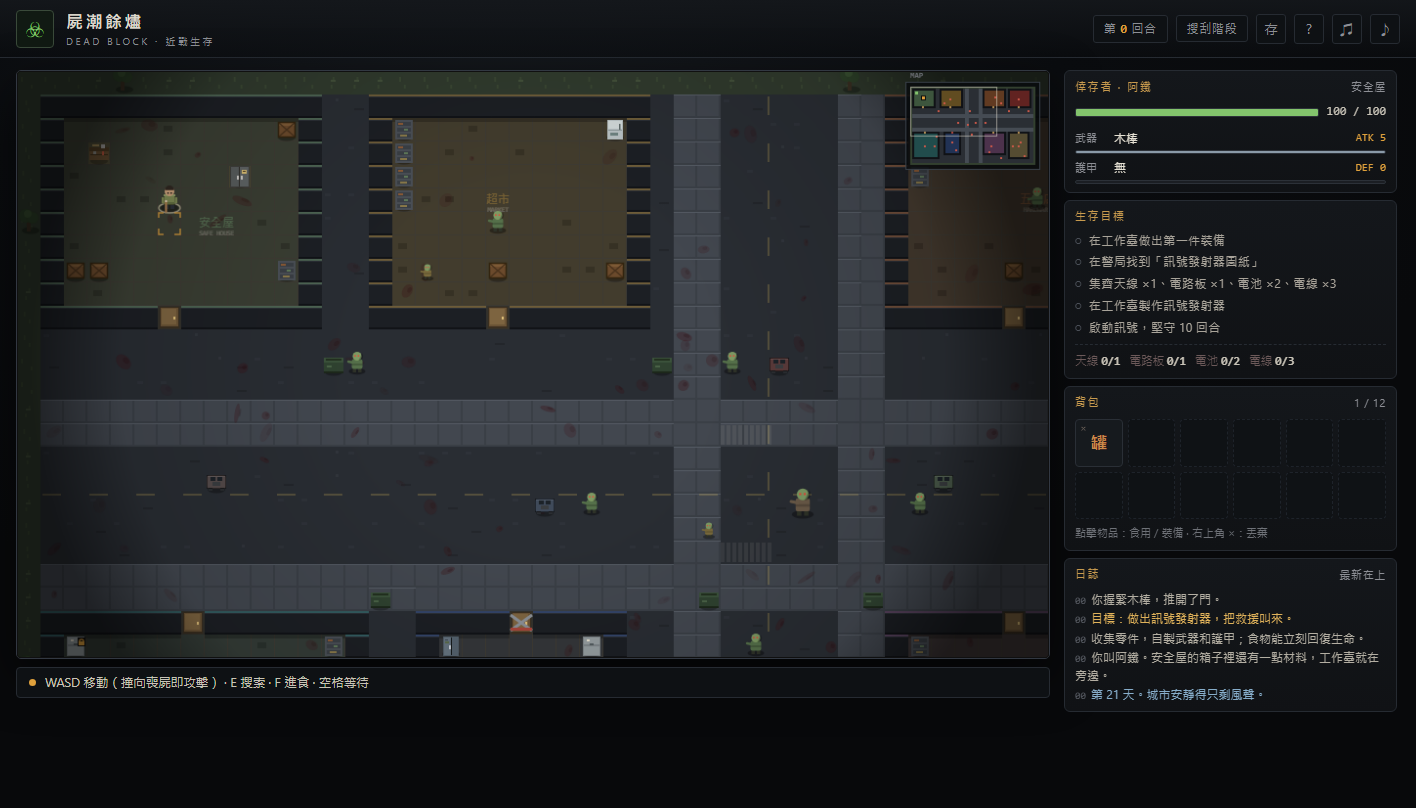 屍潮餘燼
DEAD BLOCK · 近戰生存
第 0 回合
搜刮階段
存
?
♫
♪
MAP
安全屋
SAFE HOUSE
超市
MARKET
WASD 移動 ( 撞向喪屍即攻擊 ) · E 搜索 · F 進食 · 空格等待
倖存者 · 阿鐵
安全屋
100 / 100
武器 木棒 ATK 5
護甲 無 DEF 0
生存目標
在工作臺做出第一件裝備
在警局找到「訊號發射器圖紙」
集齊天線 ×1、電路板 ×1、電池 ×2、電線 ×3
在工作臺製作訊號發射器
啟動訊號，堅守 10 回合
天線 0/1 電路板 0/1 電池 0/2 電線 0/3
背包
1 / 12
×
罐
點擊物品：食用 / 裝備 · 右上角 ×：丟棄
日誌
最新在上
00 你握緊木棒，推開了門。
00 目標：做出訊號發射器，把救援叫來。
00 收集零件，自製武器和護甲；食物能立刻回復生命。
00 你叫阿鐵。安全屋的箱子裡還有一點材料，工作臺就在
旁邊。
00 第 21 天。城市安靜得只剩風聲。